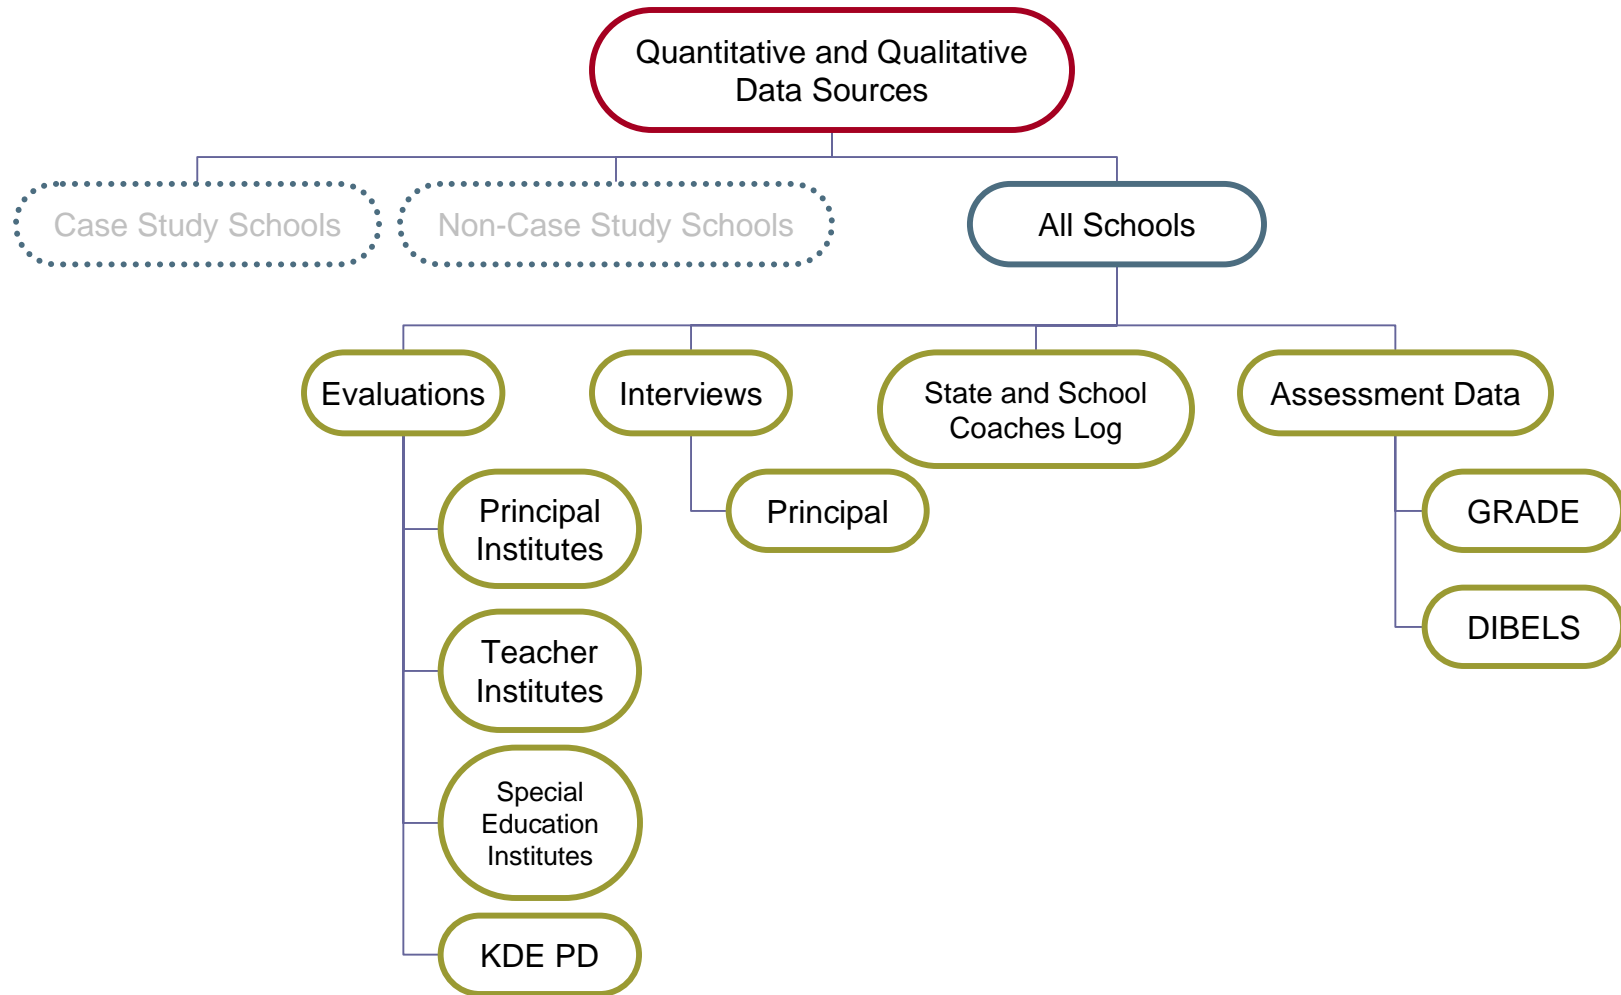 Quantitative and Qualitative
Data Sources
Case Study Schools
Non-Case Study Schools
All Schools
Evaluations
Interviews
State and School
Coaches Log
Assessment Data
Principal
Institutes
Principal
GRADE
Teacher
Institutes
DIBELS
Special
Education
Institutes
KDE PD